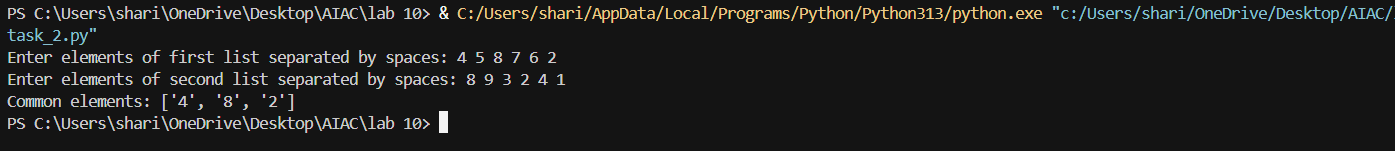 PS C:\Users\shari\OneDrive\Desktop\AIAC\lab 10> & C:/Users/shari/AppData/Local/Programs/Python/Python313/python.exe "c:/Users/shari/OneDrive/Desktop/AIAC/
task_2.py"
Enter elements of first list separated by spaces: 4 5 8 7 6 2
Enter elements of second list separated by spaces: 8 9 3 2 4 1
Common elements: ['4', '8', '2']
PS C:\Users\shari\OneDrive\Desktop\AIAC\lab 10>